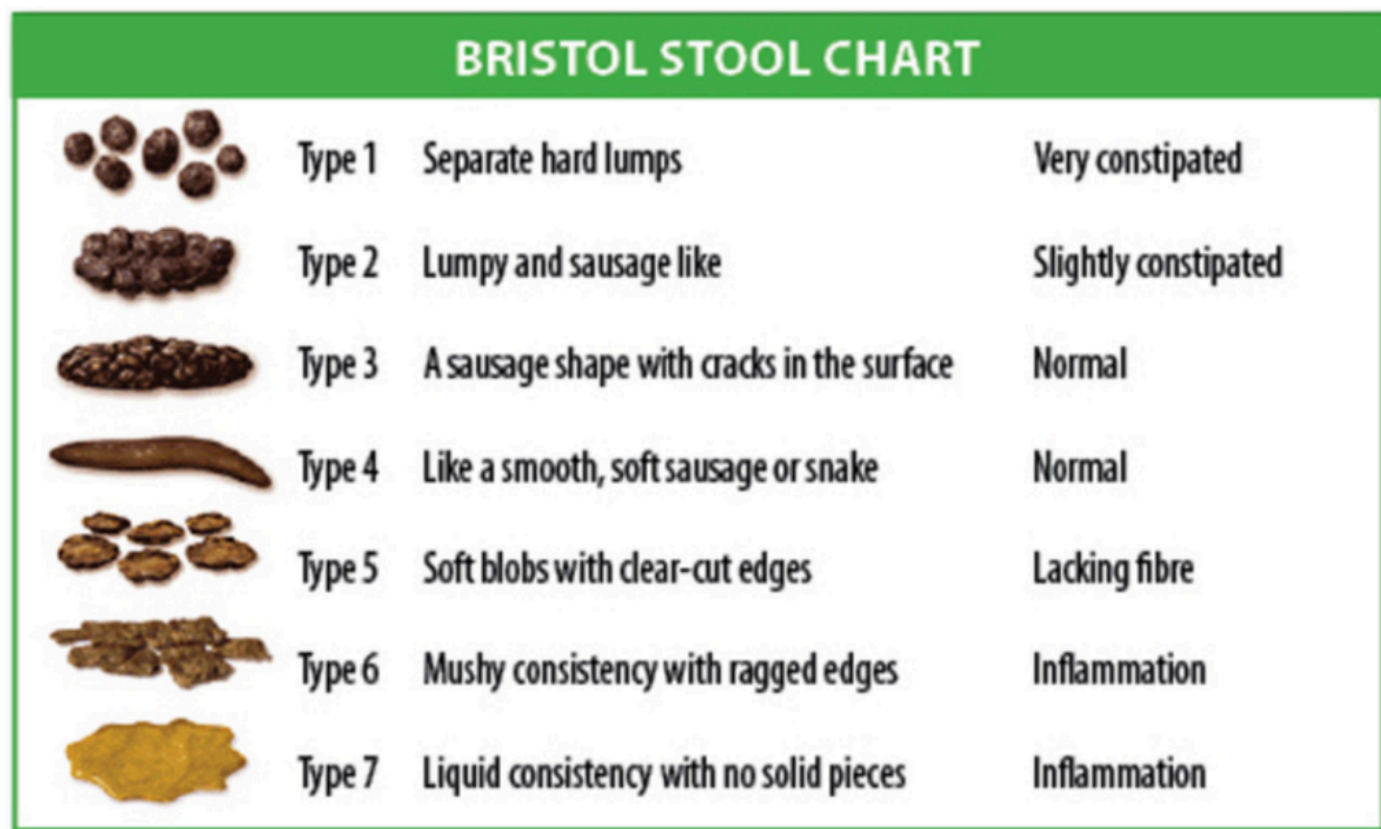 BRISTOL STOOL CHART
Type 1 Separate hard lumps Very constipated
Type 2 Lumpy and sausage like Slightly constipated
Type 3 A sausage shape with cracks in the surface Normal
Type 4 Like a smooth, soft sausage or snake Normal
Type 5 Soft blobs with clear-cut edges Lacking fibre
Type 6 Mushy consistency with ragged edges Inflammation
Type 7 Liquid consistency with no solid pieces Inflammation